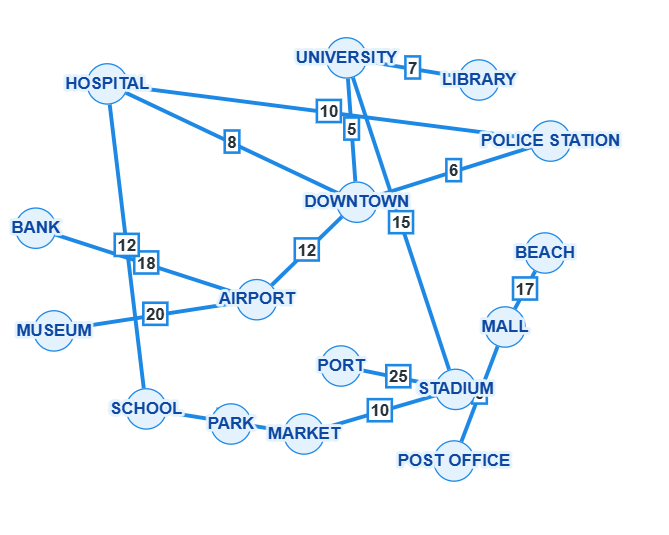 UNIVERSITY
7
LIBRARY
HOSPITAL
10
5
POLICE STATION
8
6
DOWNTOWN
15
BANK
12
18
12
BEACH
17
AIRPORT
20
MUSEUM
MALL
PORT
25
STADIUM
SCHOOL
10
PARK
MARKET
POST OFFICE